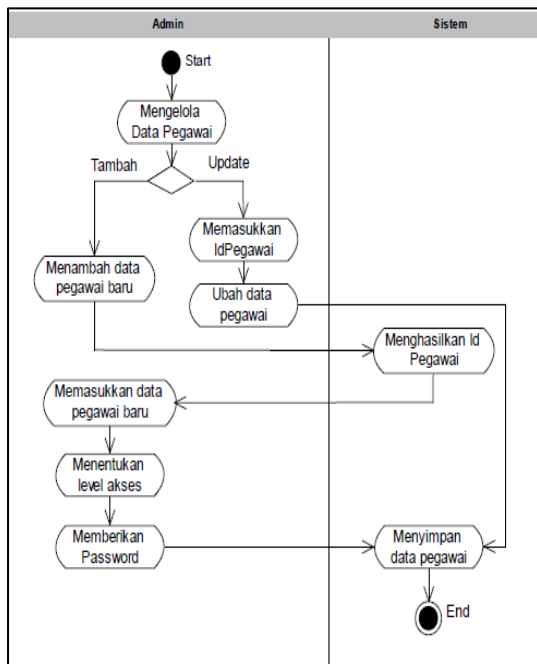 Admin
Sistem
Start
Mengelola
Data Pegawai
Tambah
Update
Memasukkan
IdPegawai
Menambah data
pegawai baru
Ubah data
pegawai
Menghasilkan Id
Pegawai
Memasukkan data
pegawai baru
Menentukan
level akses
Memberikan
Password
Menyimpan
data pegawai
End